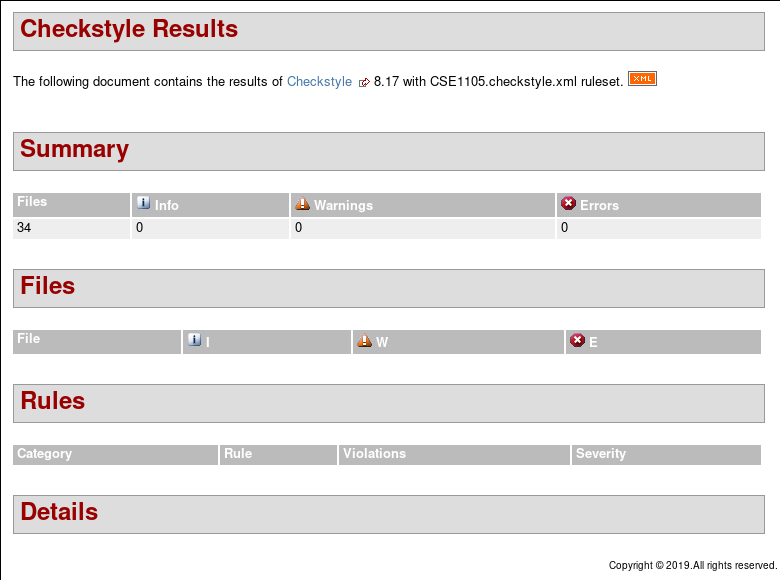 Checkstyle Results
The following document contains the results of Checkstyle 8.17 with CSE1105.checkstyle.xml ruleset. XML
Summary
Files Info Warnings Errors
34 0 0 0
Files
File I W E
Rules
Category Rule Violations Severity
Details
Copyright © 2019.All rights reserved.